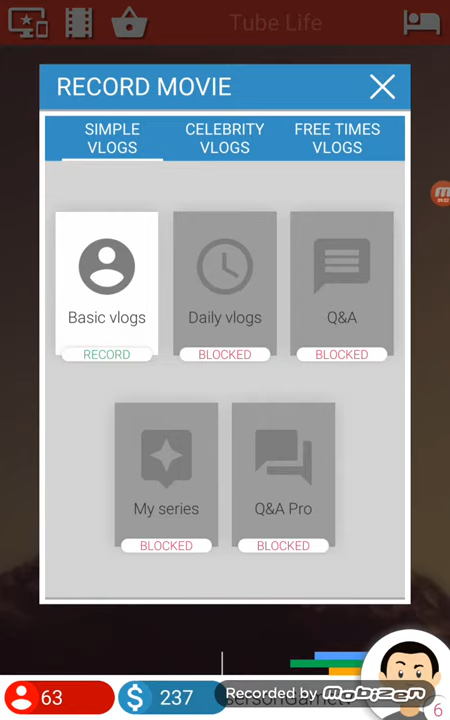 Tube Life
RECORD MOVIE
SIMPLE VLOGS
CELEBRITY VLOGS
FREE TIMES VLOGS
Basic vlogs
RECORD
Daily vlogs
BLOCKED
Q&A
BLOCKED
My series
BLOCKED
Q&A Pro
BLOCKED
63
$ 237
Recorded by Mobizen
6